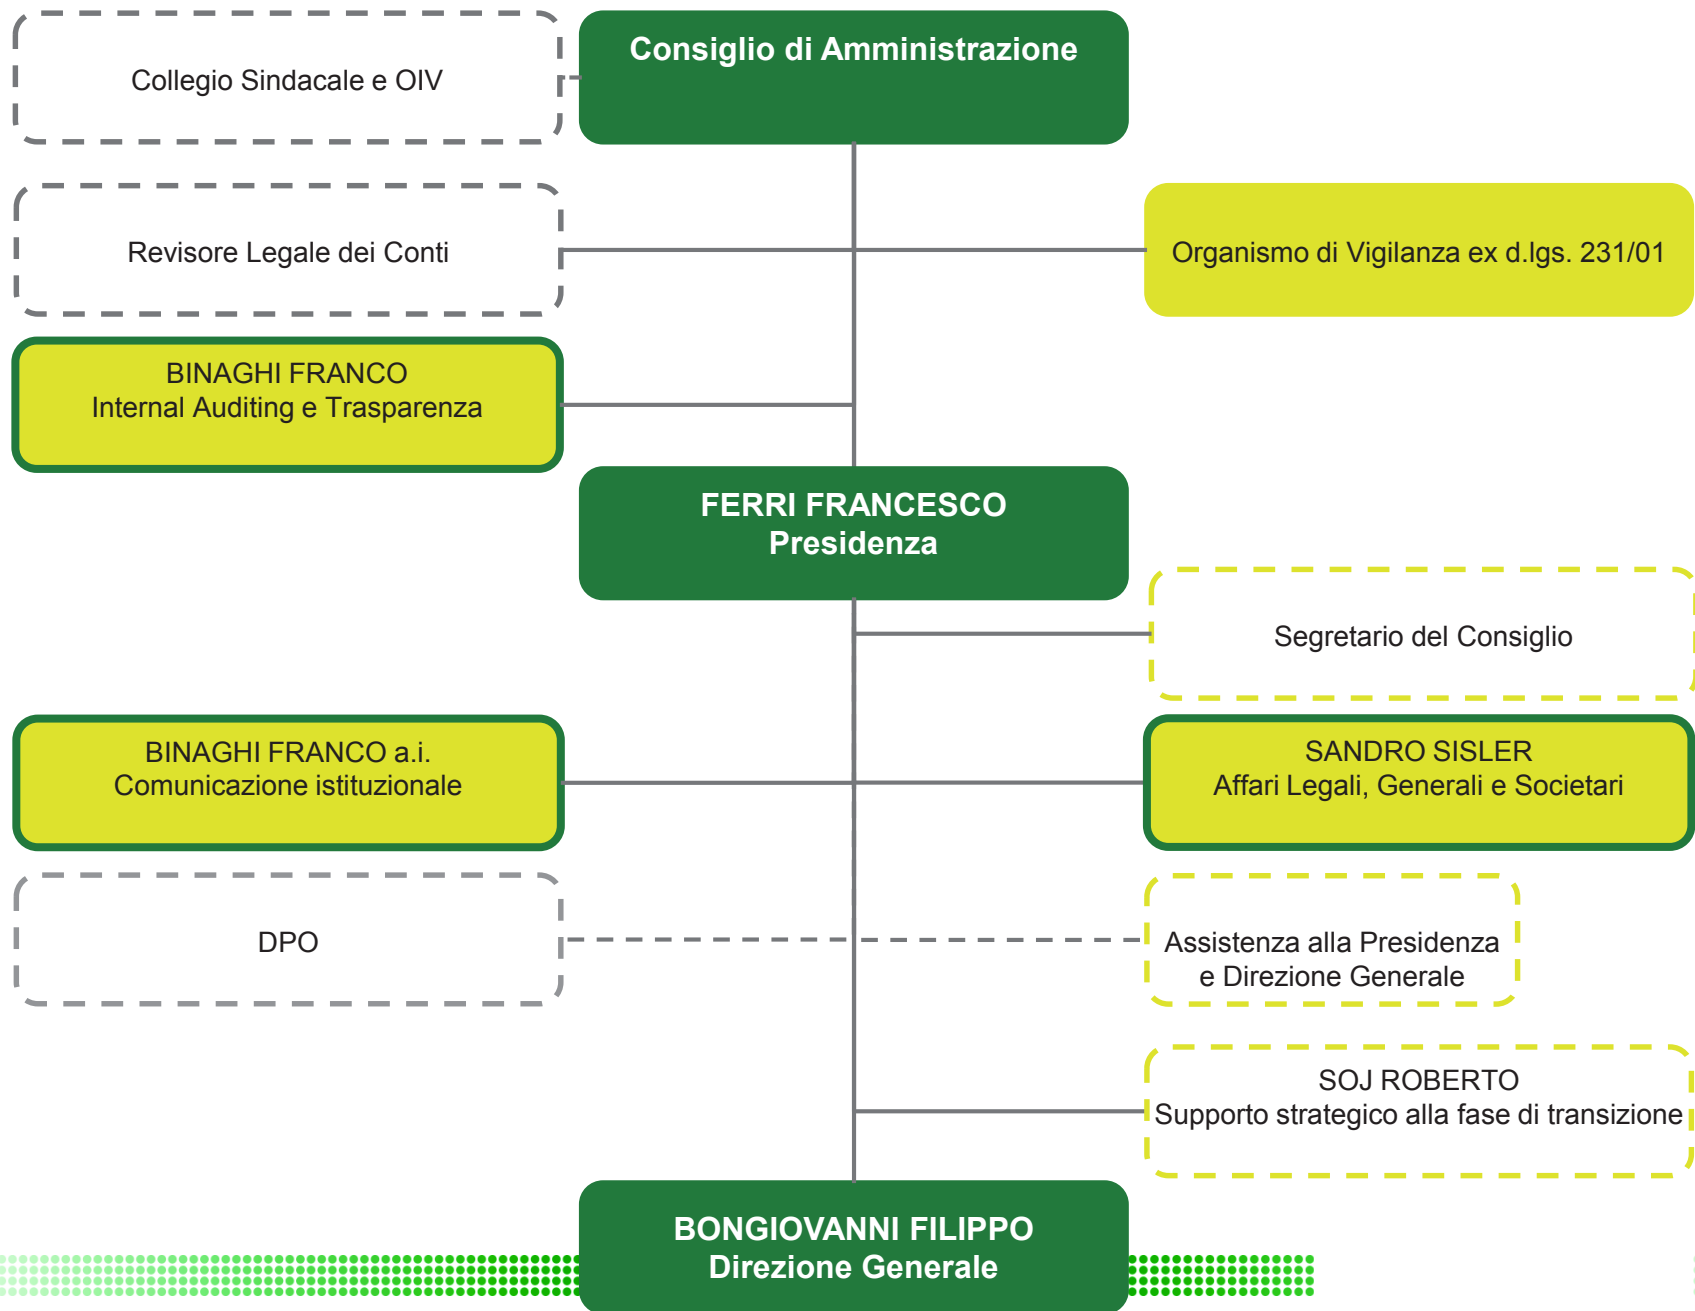 Consiglio di Amministrazione
Collegio Sindacale e OIV
Revisore Legale dei Conti
Organismo di Vigilanza ex d.lgs. 231/01
BINAGHI FRANCO
Internal Auditing e Trasparenza
FERRI FRANCESCO
Presidenza
Segretario del Consiglio
BINAGHI FRANCO a.i.
Comunicazione istituzionale
SANDRO SISLER
Affari Legali, Generali e Societari
DPO
Assistenza alla Presidenza
e Direzione Generale
SOJ ROBERTO
Supporto strategico alla fase di transizione
BONGIOVANNI FILIPPO
Direzione Generale